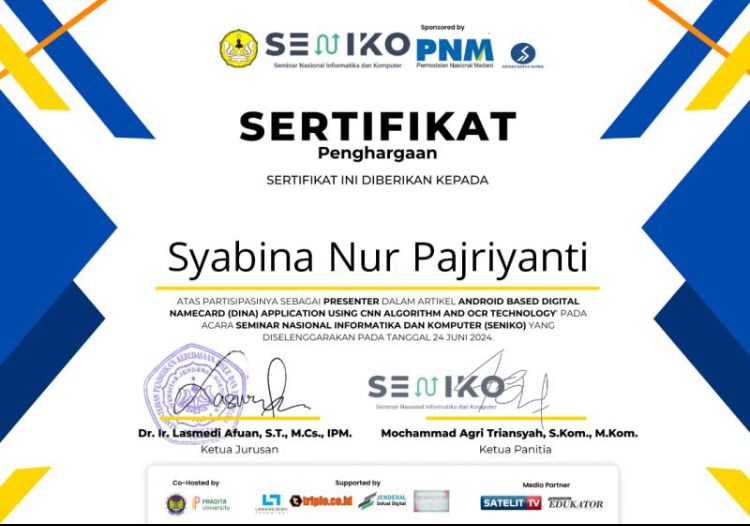 SENIKO
Seminar Nasional Informatika dan Komputer
Sponsored by
PNM
Permodalan Nasional Madani
SERTIFIKAT
Penghargaan
SERTIFIKAT INI DIBERIKAN KEPADA
Syabina Nur Pajriyanti
ATAS PARTISIPASINYA SEBAGAI PRESENTER DALAM ARTIKEL ANDROID BASED DIGITAL
NAMECARD (DINA) APPLICATION USING CNN ALGORITHM AND OCR TECHNOLOGY' PADA
ACARA SEMINAR NASIONAL INFORMATIKA DAN KOMPUTER (SENIKO) YANG
DISELENGGARAKAN PADA TANGGAL 24 JUNI 2024.
SENIKO
Seminar Nasional Informatika dan Komputer
Dr. Ir. Lasmedi Afuan, S.T., M.Cs., IPM.
Mochammad Agri Triansyah, S.Kom., M.Kom.
Ketua Jurusan
Ketua Panitia
Co-Hosted by
Supported by
Media Partner
PRADITA
University
triple.co.id
JENDERAL
SATELIT TV
EDUKATOR